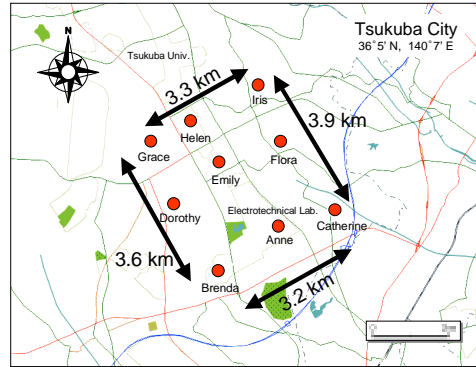 Tsukuba City
36°5' N, 140°7' E
N
Tsukuba Univ.
3.3 km
Iris
3.9 km
Helen
Grace
Flora
Emily
Dorothy
Electrotechnical Lab.
Catherine
Anne
3.6 km
Brenda
3.2 km